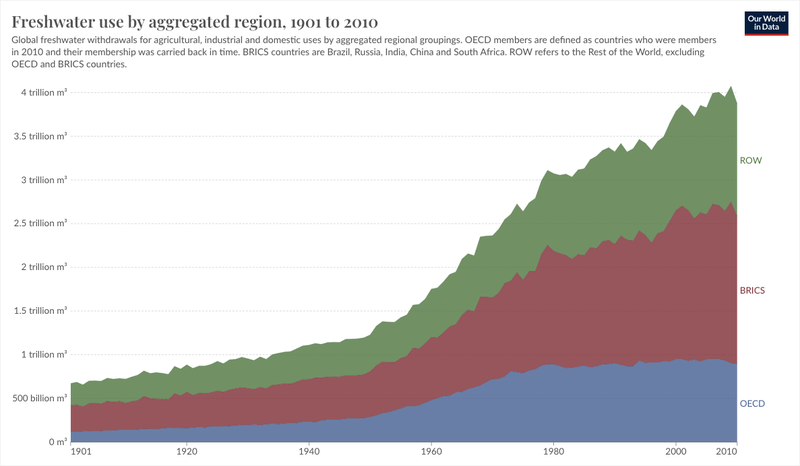 Freshwater use by aggregated region, 1901 to 2010
Our World
in Data
Global freshwater withdrawals for agricultural, industrial and domestic uses by aggregated regional groupings. OECD members are defined as countries who were members
in 2010 and their membership was carried back in time. BRICS countries are Brazil, Russia, India, China and South Africa. ROW refers to the Rest of the World, excluding
OECD and BRICS countries.
4 trillion m³
3.5 trillion m³
3 trillion m³
2.5 trillion m³
2 trillion m³
1.5 trillion m³
1 trillion m³
500 billion m³
0 m³
ROW
BRICS
OECD
1901
1920
1940
1960
1980
2000
2010